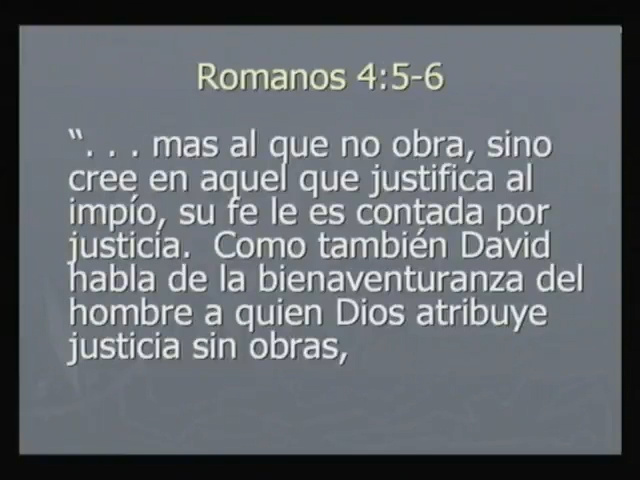 Romanos 4:5-6
“. . . mas al que no obra, sino
cree en aquel que justifica al
impío, su fe le es contada por
justicia.  Como también David
habla de la bienaventuranza del
hombre a quien Dios atribuye
justicia sin obras,